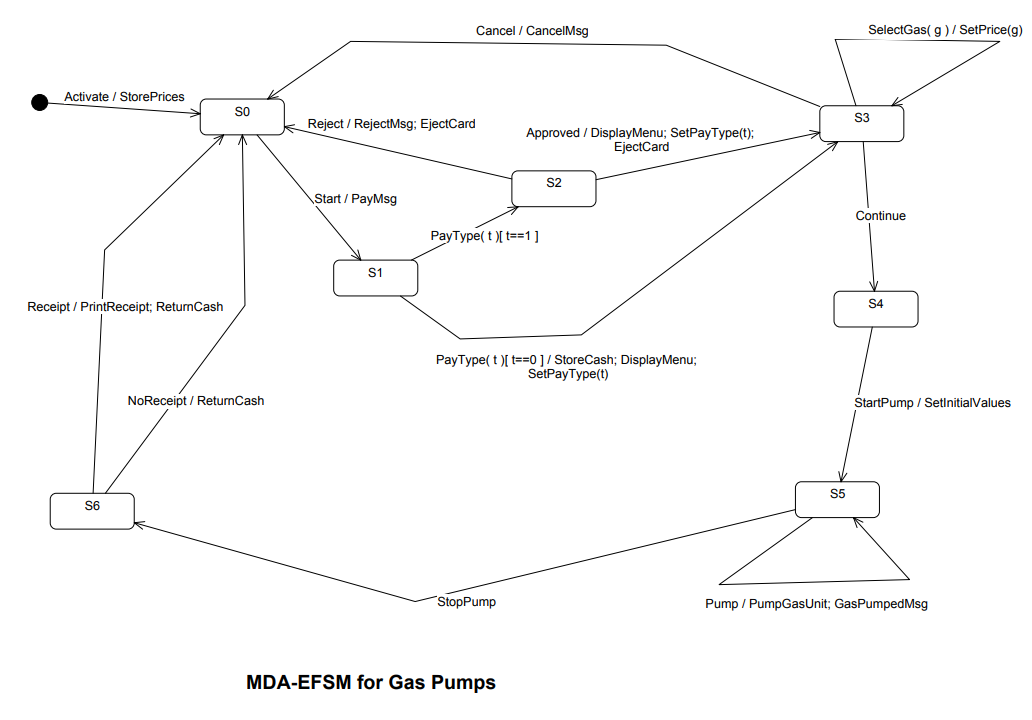 Cancel / CancelMsg
SelectGas( g ) / SetPrice(g)
Activate / StorePrices
S0
S3
Reject / RejectMsg; EjectCard
Approved / DisplayMenu; SetPayType(t);
EjectCard
S2
Start / PayMsg
Continue
PayType( t )[ t==1 ]
S1
S4
Receipt / PrintReceipt; ReturnCash
PayType( t )[ t==0 ] / StoreCash; DisplayMenu;
SetPayType(t)
NoReceipt / ReturnCash
StartPump / SetInitialValues
S5
S6
StopPump
Pump / PumpGasUnit; GasPumpedMsg
MDA-EFSM for Gas Pumps